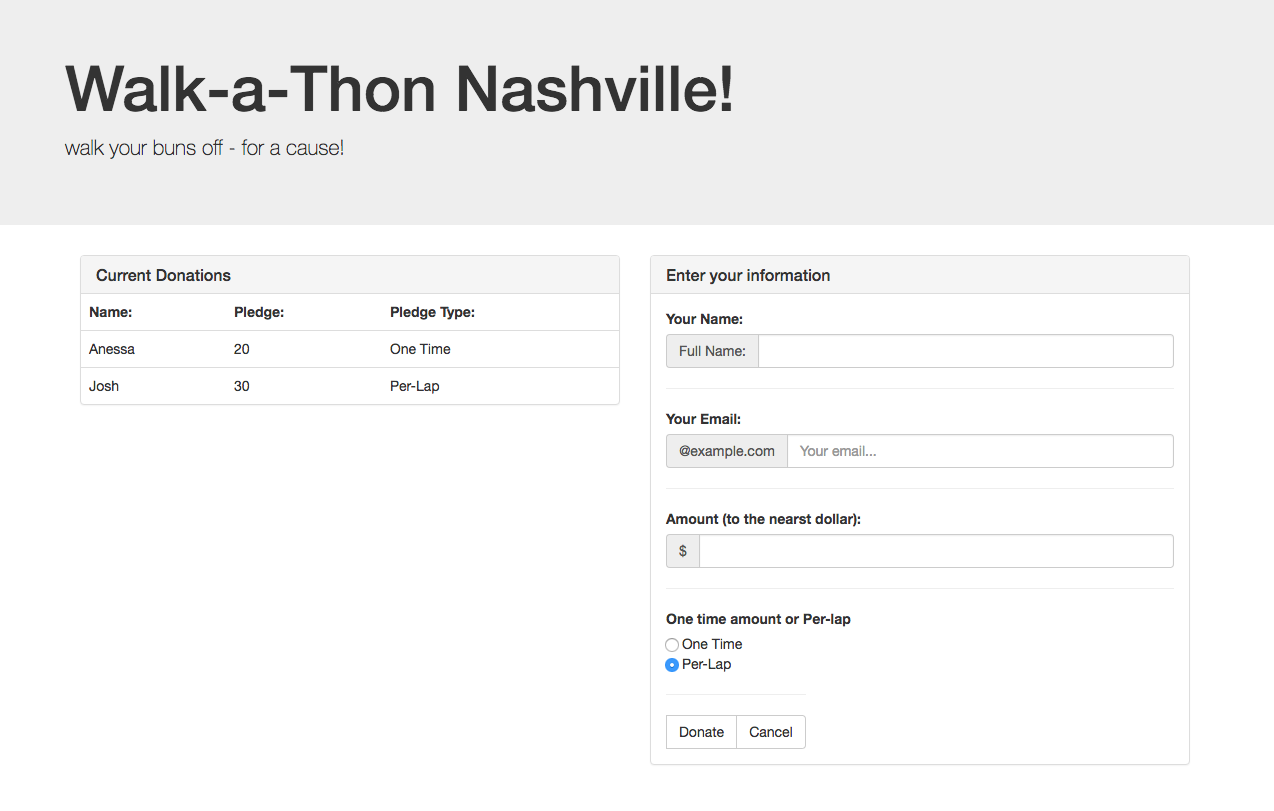 Walk-a-Thon Nashville!
walk your buns off - for a cause!
Current Donations
Name: Pledge: Pledge Type:
Anessa 20 One Time
Josh 30 Per-Lap
Enter your information
Your Name:
Full Name:
Your Email:
@example.com Your email...
Amount (to the nearst dollar):
$
One time amount or Per-lap
One Time
Per-Lap
Donate Cancel